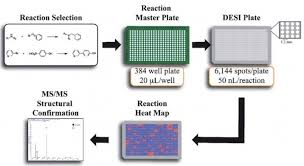 Reaction Selection
Reaction
Master Plate
DESI Plate
384 well plate
20 µL/well
6,144 spots/plate
50 nL/reaction
MS/MS
Structural
Confirmation
Reaction
Heat Map